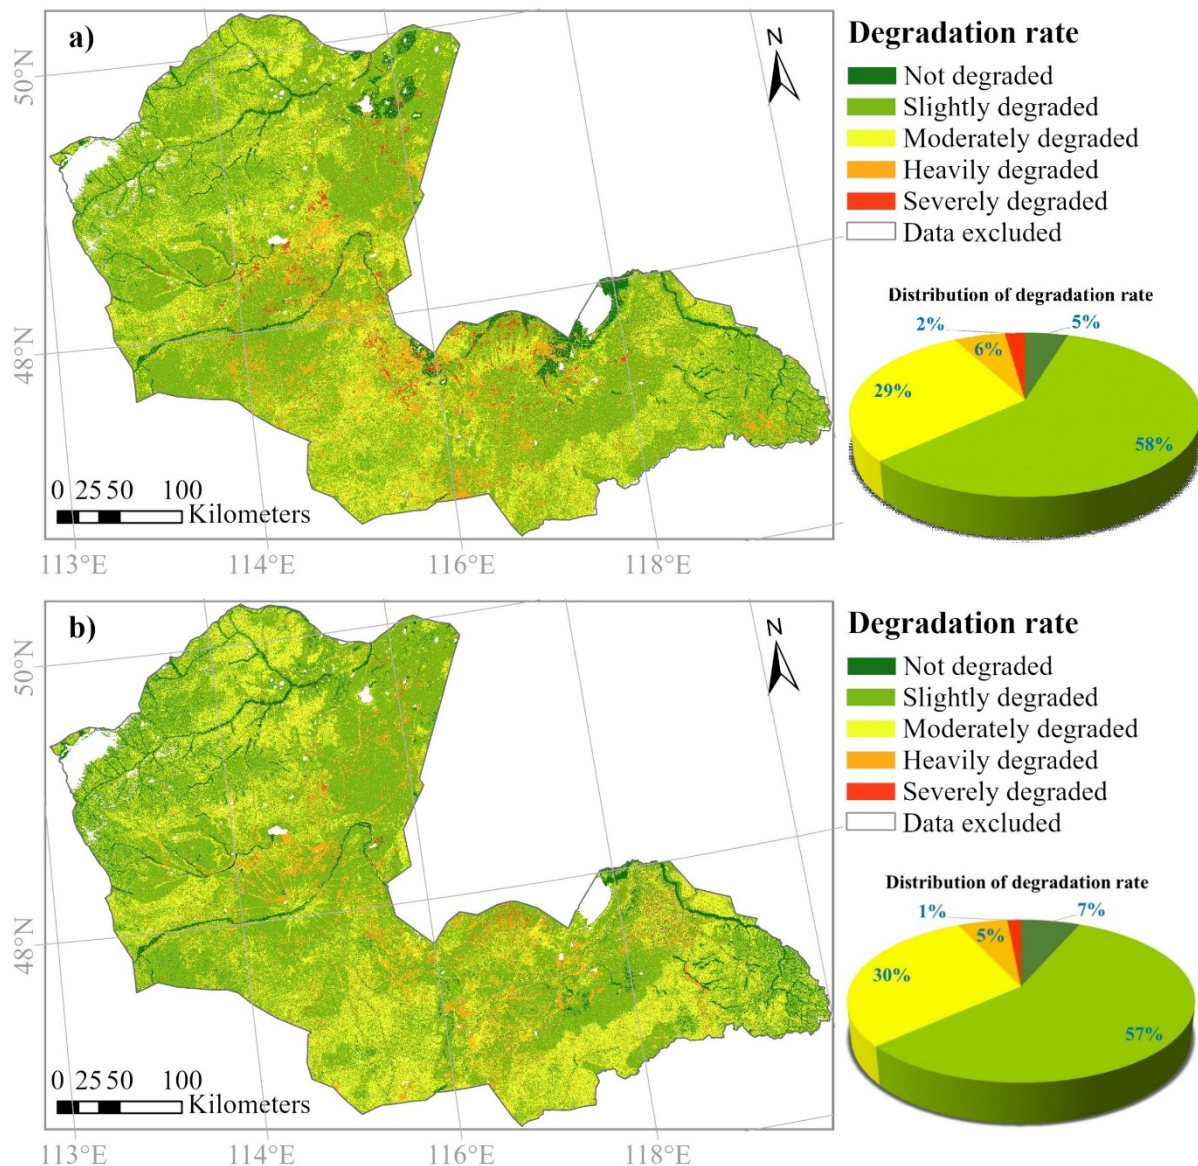 a)
N
50°N
48°N
0 25 50 100
Kilometers
113°E 114°E 116°E 118°E
Degradation rate
Not degraded
Slightly degraded
Moderately degraded
Heavily degraded
Severely degraded
Data excluded
Distribution of degradation rate
2% 5%
6%
29%
58%
b)
N
50°N
48°N
0 25 50 100
Kilometers
113°E 114°E 116°E 118°E
Degradation rate
Not degraded
Slightly degraded
Moderately degraded
Heavily degraded
Severely degraded
Data excluded
Distribution of degradation rate
1% 7%
5%
30%
57%